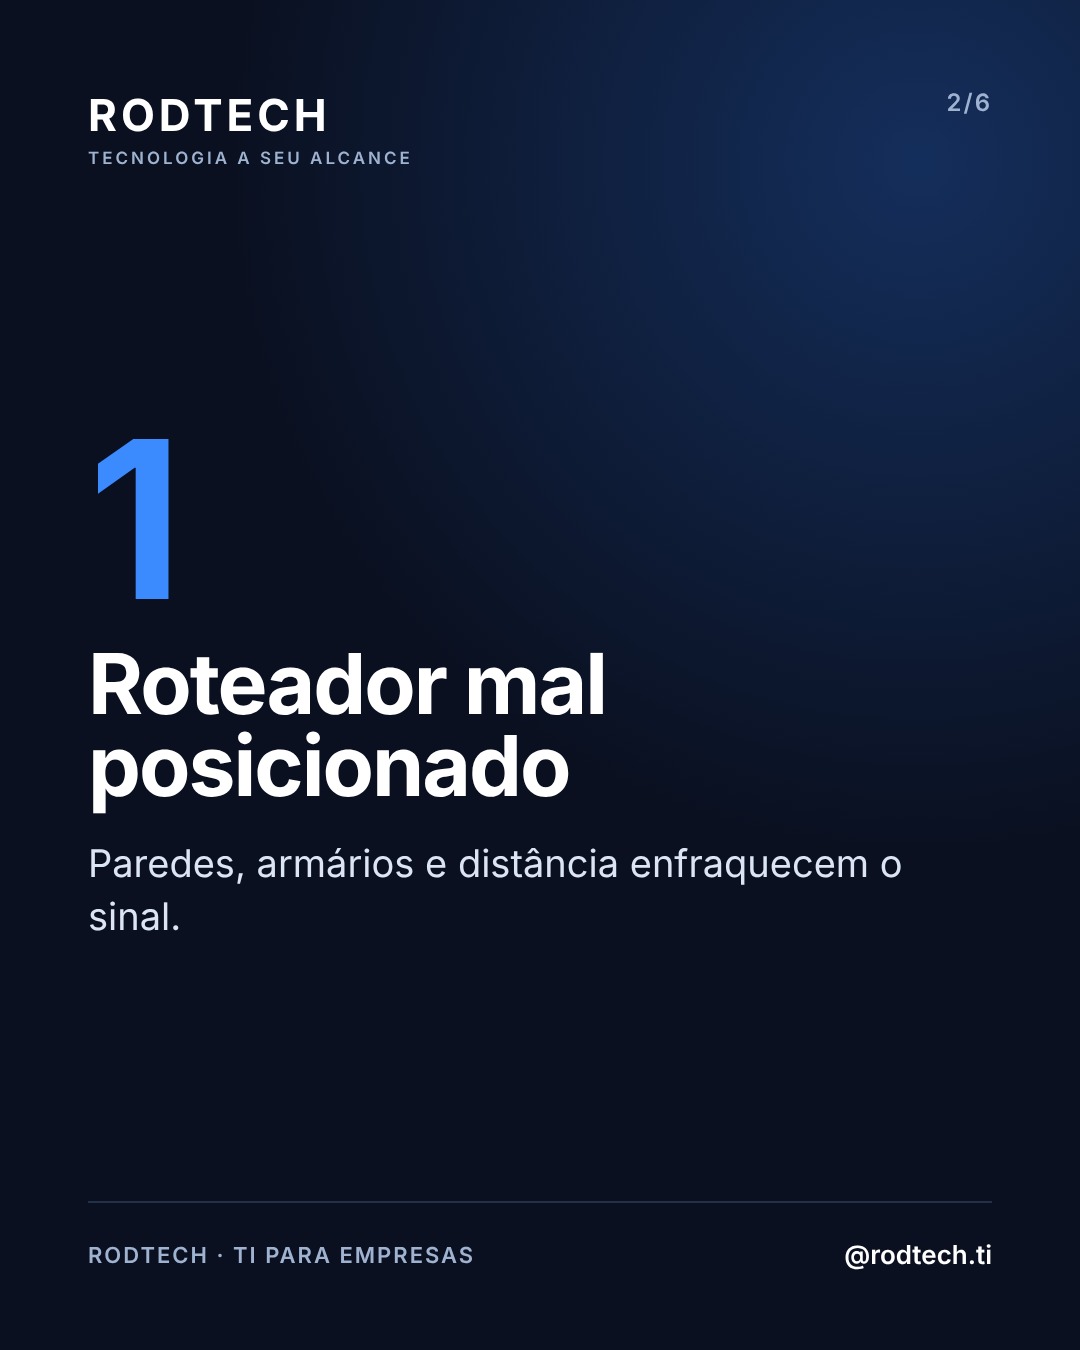 RODTECH
TECNOLOGIA A SEU ALCANCE
2/6
1
Roteador mal
posicionado
Paredes, armários e distância enfraquecem o
sinal.
RODTECH · TI PARA EMPRESAS
@rodtech.ti